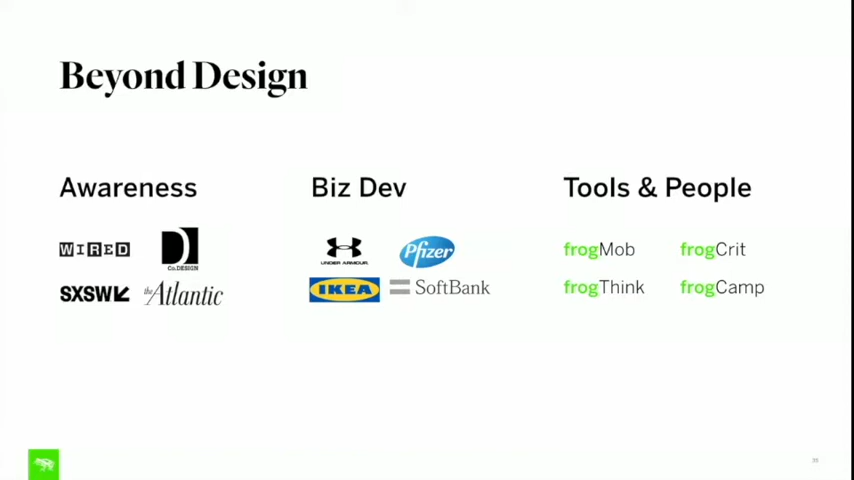 Beyond Design
Awareness
WIRED
Co.DESIGN
SXSW
the Atlantic
Biz Dev
UNDER ARMOUR
Pfizer
IKEA
SoftBank
Tools & People
frogMob
frogCrit
frogThink
frogCamp